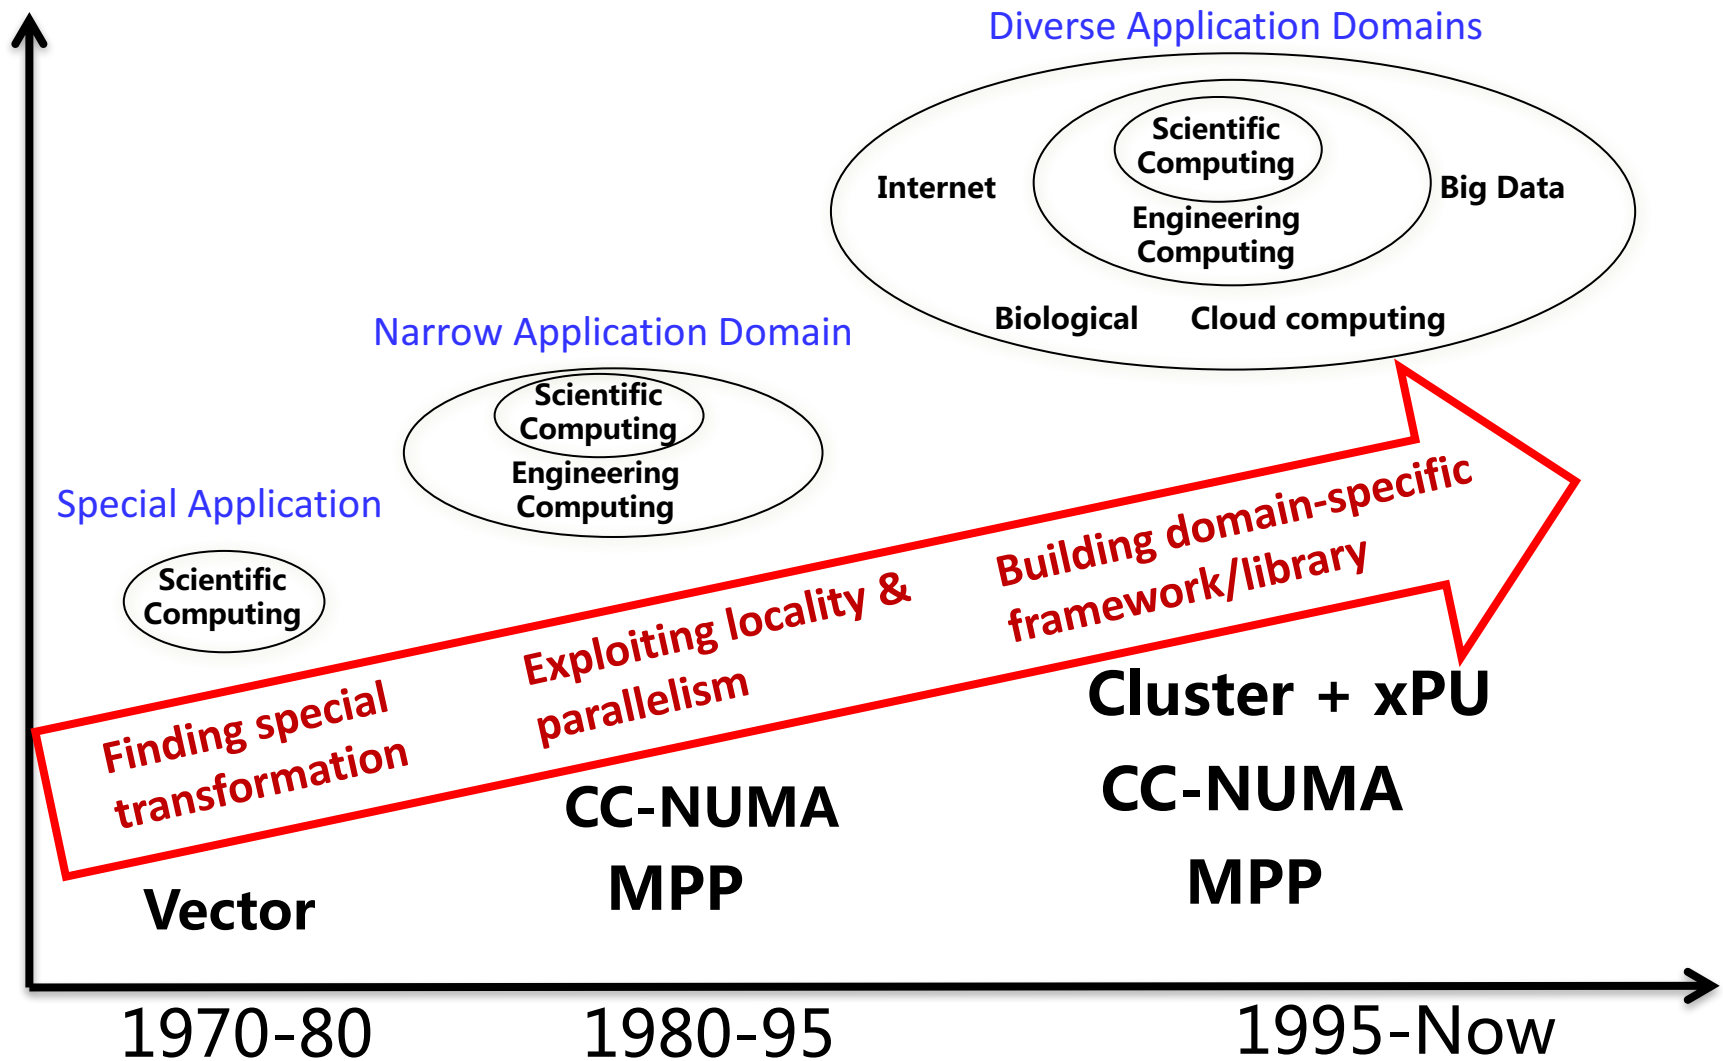 Diverse Application Domains
Scientific
Computing
Internet
Big Data
Engineering
Computing
Biological
Cloud computing
Narrow Application Domain
Scientific
Computing
Engineering
Computing
Special Application
Scientific
Computing
Finding special
transformation
Exploiting locality &
parallelism
Building domain-specific
framework/library
Vector
CC-NUMA
MPP
Cluster + xPU
CC-NUMA
MPP
1970-80
1980-95
1995-Now